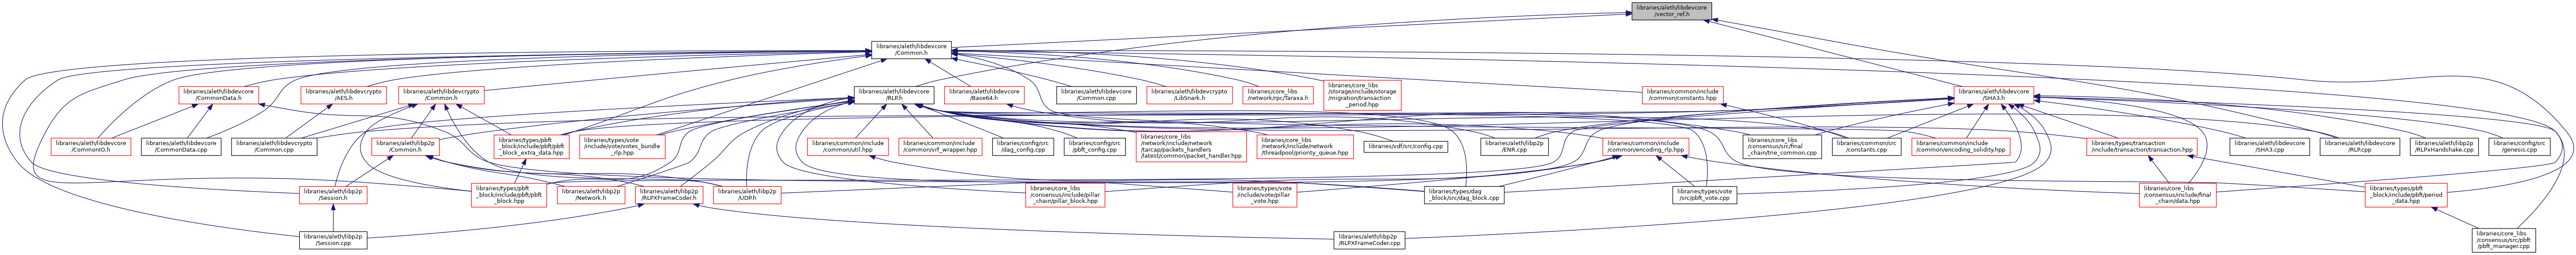 libraries/aleth/libdevcore
/vector_ref.h
libraries/aleth/libdevcore
/Common.h
libraries/aleth/libdevcore
/CommonData.h
libraries/aleth/libdevcrypto
/AES.h
libraries/aleth/libdevcrypto
/Common.h
libraries/aleth/libdevcore
/RLP.h
libraries/aleth/libdevcore
/Base64.h
libraries/aleth/libdevcore
/Common.cpp
libraries/aleth/libdevcrypto
/LibSnark.h
libraries/core_libs
/network/rpc/Taraxa.h
libraries/core_libs
/storage/include/storage
/migration/transaction
_period.hpp
libraries/common/include
/common/constants.hpp
libraries/aleth/libdevcore
/SHA3.h
libraries/aleth/libdevcore
/CommonIO.h
libraries/aleth/libdevcore
/CommonData.cpp
libraries/aleth/libdevcrypto
/Common.cpp
libraries/aleth/libp2p
/Common.h
libraries/types/pbft
_block/include/pbft/pbft
_block_extra_data.hpp
libraries/types/vote
/include/vote/votes_bundle
_rlp.hpp
libraries/common/include
/common/util.hpp
libraries/common/include
/common/vrf_wrapper.hpp
libraries/config/src
/dag_config.cpp
libraries/config/src
/pbft_config.cpp
libraries/core_libs
/network/include/network
/tarcap/packets_handlers
/latest/common/packet_handler.hpp
libraries/core_libs
/network/include/network
/threadpool/priority_queue.hpp
libraries/vdf/src/config.cpp
libraries/aleth/libp2p
/ENR.cpp
libraries/common/include
/common/encoding_rlp.hpp
libraries/core_libs
/consensus/src/final
_chain/trie_common.cpp
libraries/common/src
/constants.cpp
libraries/common/include
/common/encoding_solidity.hpp
libraries/types/transaction
/include/transaction/transaction.hpp
libraries/aleth/libdevcore
/SHA3.cpp
libraries/aleth/libdevcore
/RLP.cpp
libraries/aleth/libp2p
/RLPxHandshake.cpp
libraries/config/src
/genesis.cpp
libraries/aleth/libp2p
/Session.h
libraries/types/pbft
_block/include/pbft/pbft
_block.hpp
libraries/aleth/libp2p
/Network.h
libraries/aleth/libp2p
/RLPXFrameCoder.h
libraries/aleth/libp2p
/UDP.h
libraries/core_libs
/consensus/include/pillar
_chain/pillar_block.hpp
libraries/types/vote
/include/vote/pillar
_vote.hpp
libraries/types/dag
_block/src/dag_block.cpp
libraries/types/vote
/src/pbft_vote.cpp
libraries/core_libs
/consensus/include/final
_chain/data.hpp
libraries/types/pbft
_block/include/pbft/period
_data.hpp
libraries/aleth/libp2p
/Session.cpp
libraries/aleth/libp2p
/RLPXFrameCoder.cpp
libraries/core_libs
/consensus/src/pbft
/pbft_manager.cpp